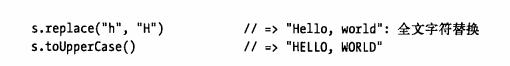 s.replace("h", "H") // => "Hello, world": 全文字符替换
s.toUpperCase() // => "HELLO, WORLD"